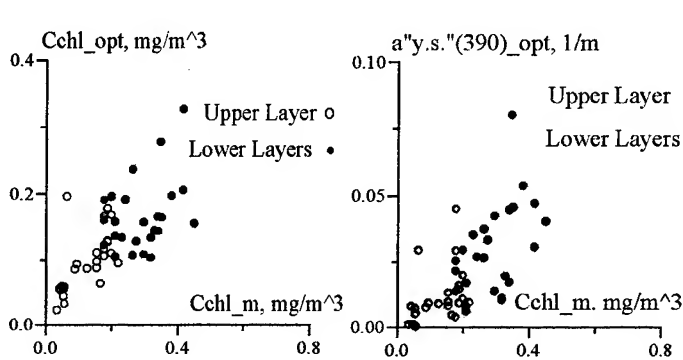 Cchl_opt, mg/m^3
0.4
Upper Layer
Lower Layers
0.2
Cchl_m, mg/m^3
0.0
0.0
0.4
0.8
a"y.s."(390)_opt, 1/m
0.10
Upper Layer
Lower Layers
0.05
Cchl_m. mg/m^3
0.00
0.0
0.4
0.8